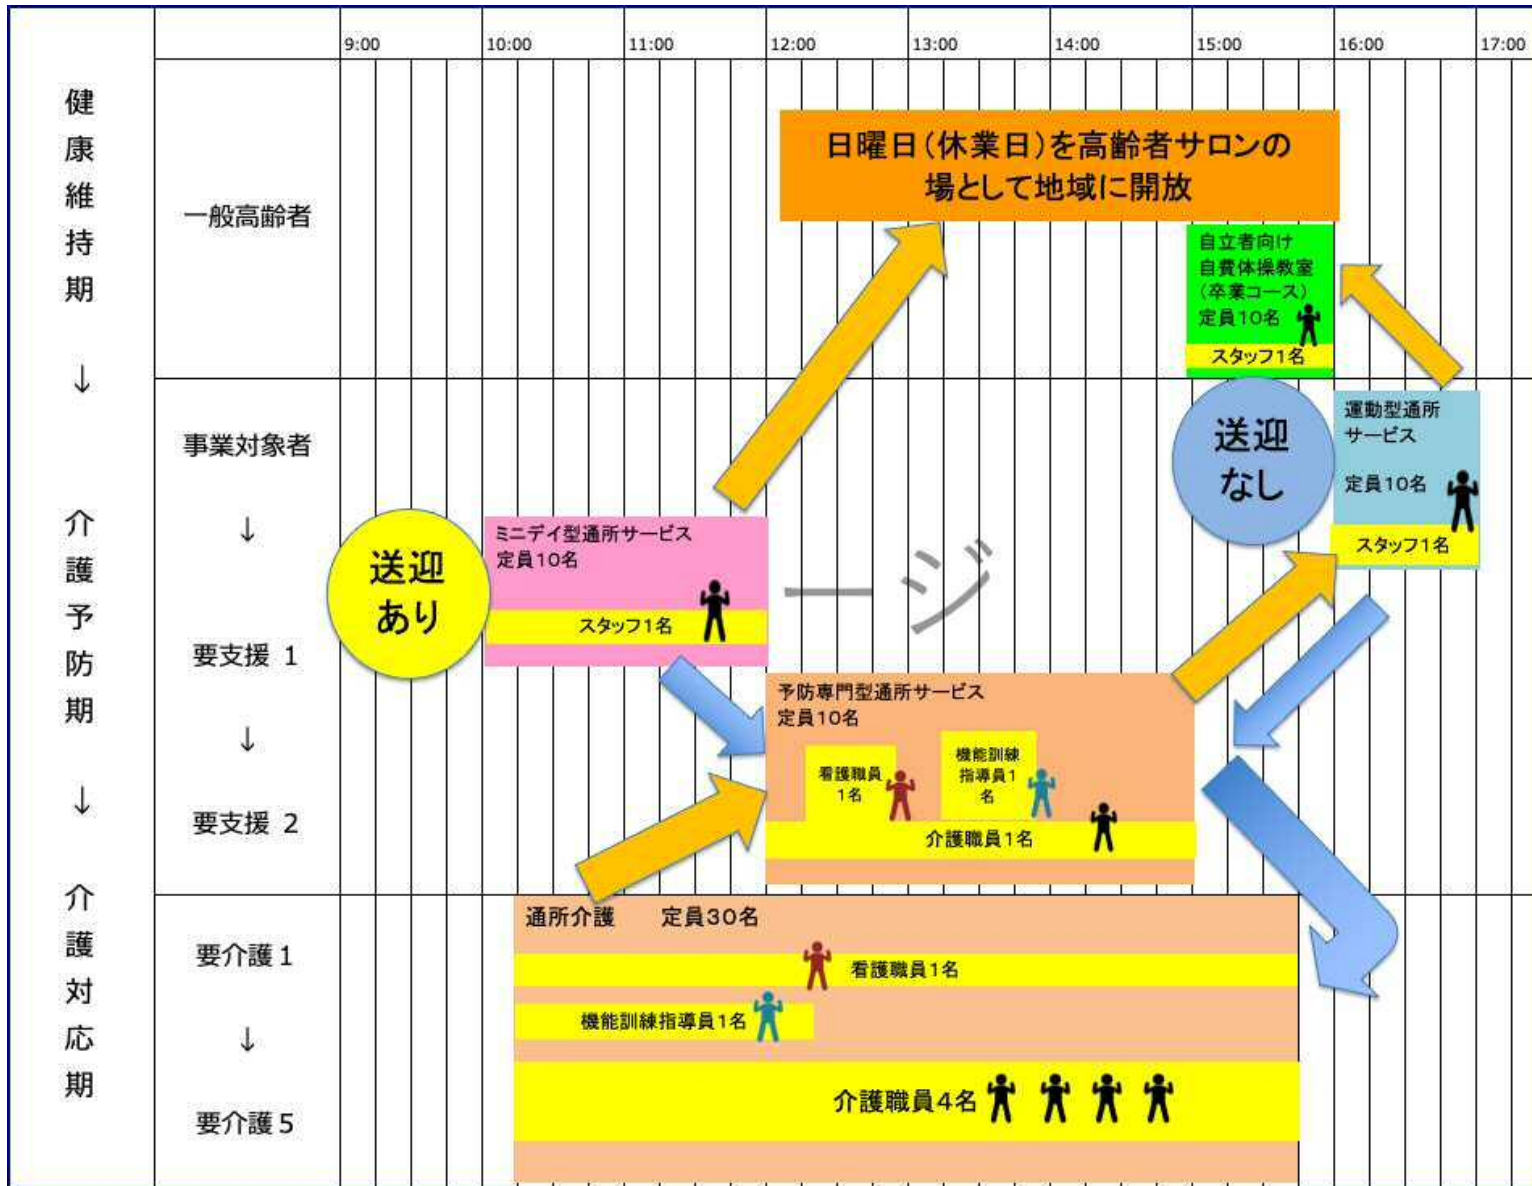 9:00
10:00
11:00
12:00
13:00
14:00
15:00
16:00
17:00
健康維持期
↓
介護予防期
↓
介護対応期
一般高齢者
日曜日(休業日)を高齢者サロンの
場として地域に開放
自立者向け
自費体操教室
(卒業コース)
定員10名
スタッフ1名
事業対象者
↓
要支援 1
↓
要支援 2
送迎
あり
ミニデイ型通所サービス
定員10名
スタッフ1名
ージ
送迎
なし
運動型通所
サービス
定員10名
スタッフ1名
予防専門型通所サービス
定員10名
看護職員
1名
機能訓練
指導員1
名
介護職員1名
要介護1
↓
要介護5
通所介護 定員30名
看護職員1名
機能訓練指導員1名
介護職員4名